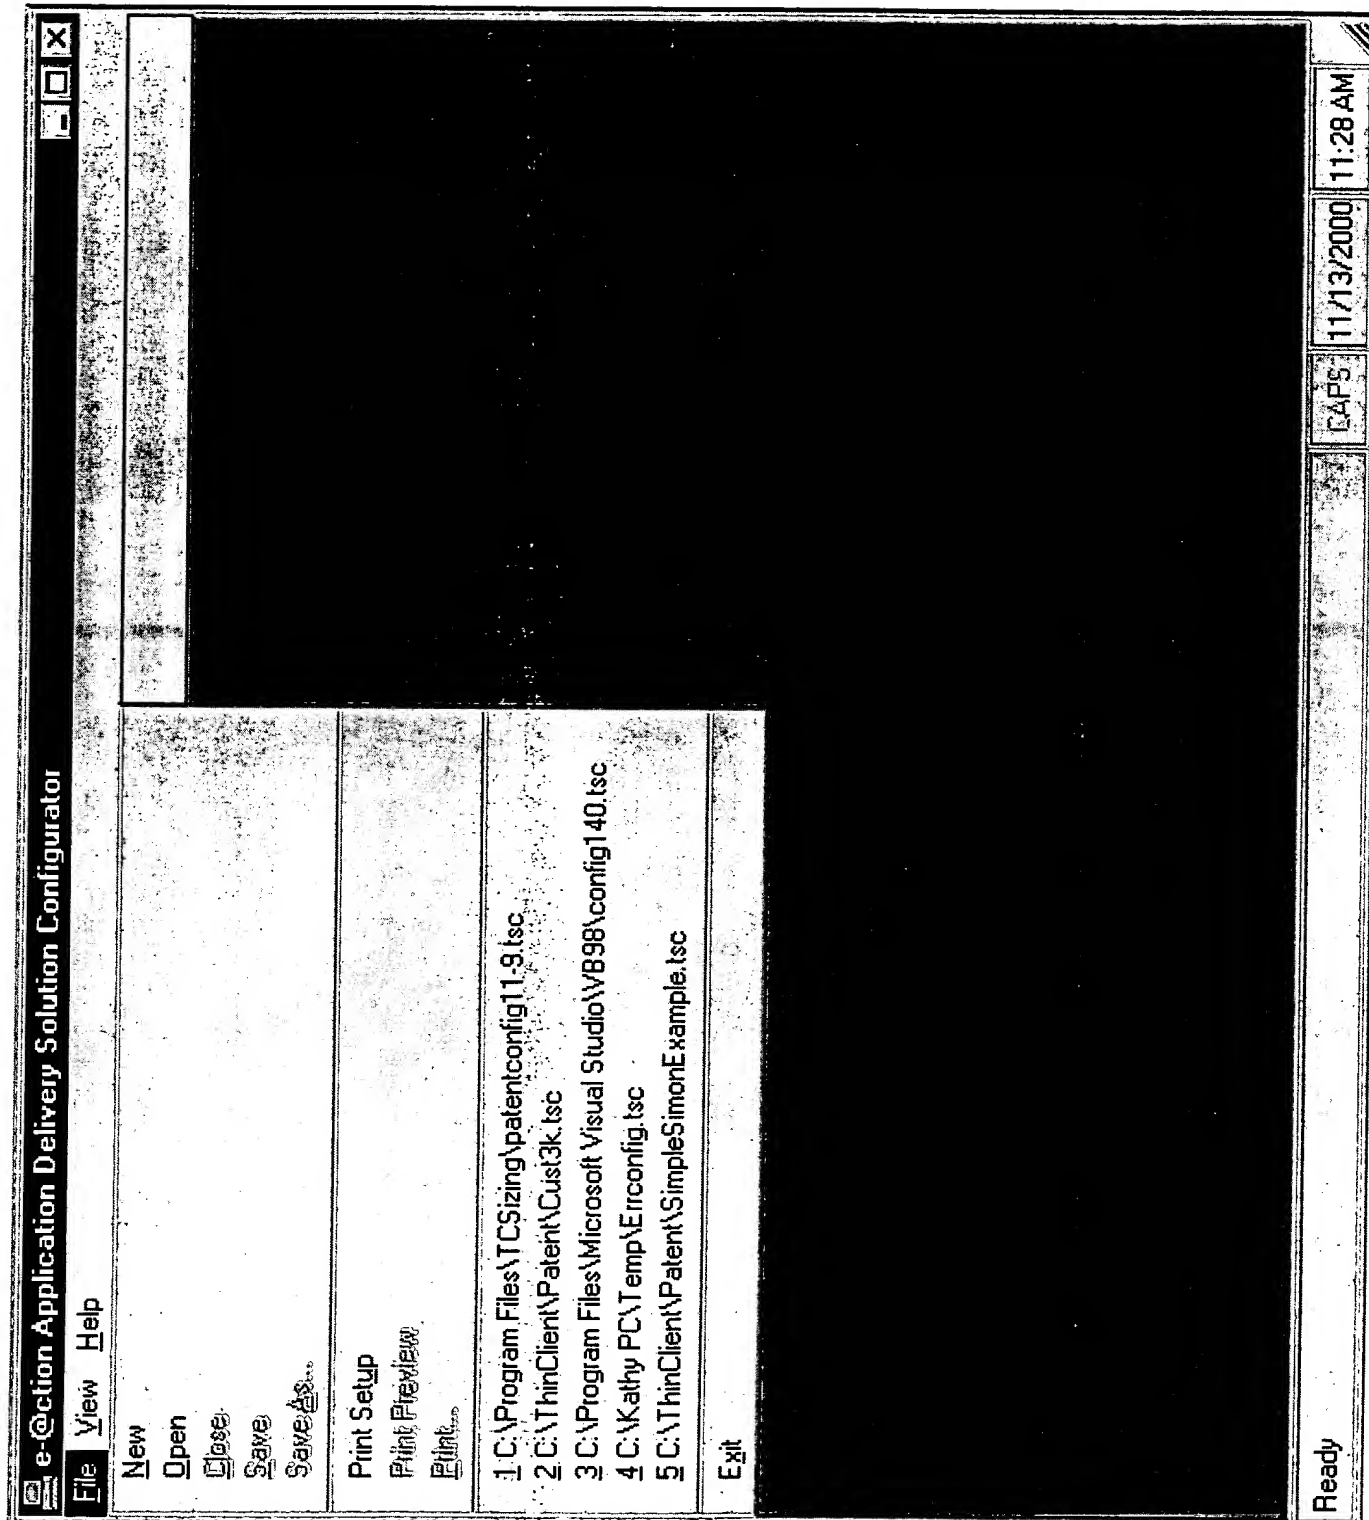 e-@ction Application Delivery Solution Configurator
File View Help
New
Open
Close
Save
Save As...
Print Setup
Print Preview
Print...
1 C:\Program Files\TCSizing\patentconfig11-9.tsc
2 C:\ThinClient\Patent\Cust3k.tsc
3 C:\Program Files\Microsoft Visual Studio\VB98\config140.tsc
4 C:\Kathy PC\Temp\Errconfig.tsc
5 C:\ThinClient\Patent\SimpleSimonExample.tsc
Exit
Ready CAPS 11/13/2000 11:28 AM